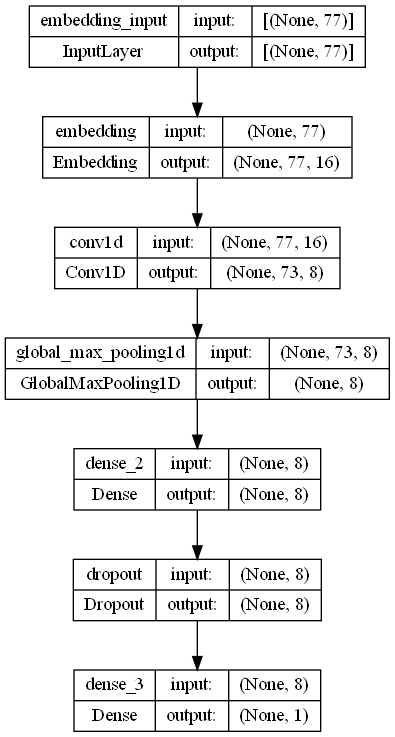 embedding_input input: [(None, 77)]
InputLayer output: [(None, 77)]
embedding input: (None, 77)
Embedding output: (None, 77, 16)
conv1d input: (None, 77, 16)
Conv1D output: (None, 73, 8)
global_max_pooling1d input: (None, 73, 8)
GlobalMaxPooling1D output: (None, 8)
dense_2 input: (None, 8)
Dense output: (None, 8)
dropout input: (None, 8)
Dropout output: (None, 8)
dense_3 input: (None, 8)
Dense output: (None, 1)